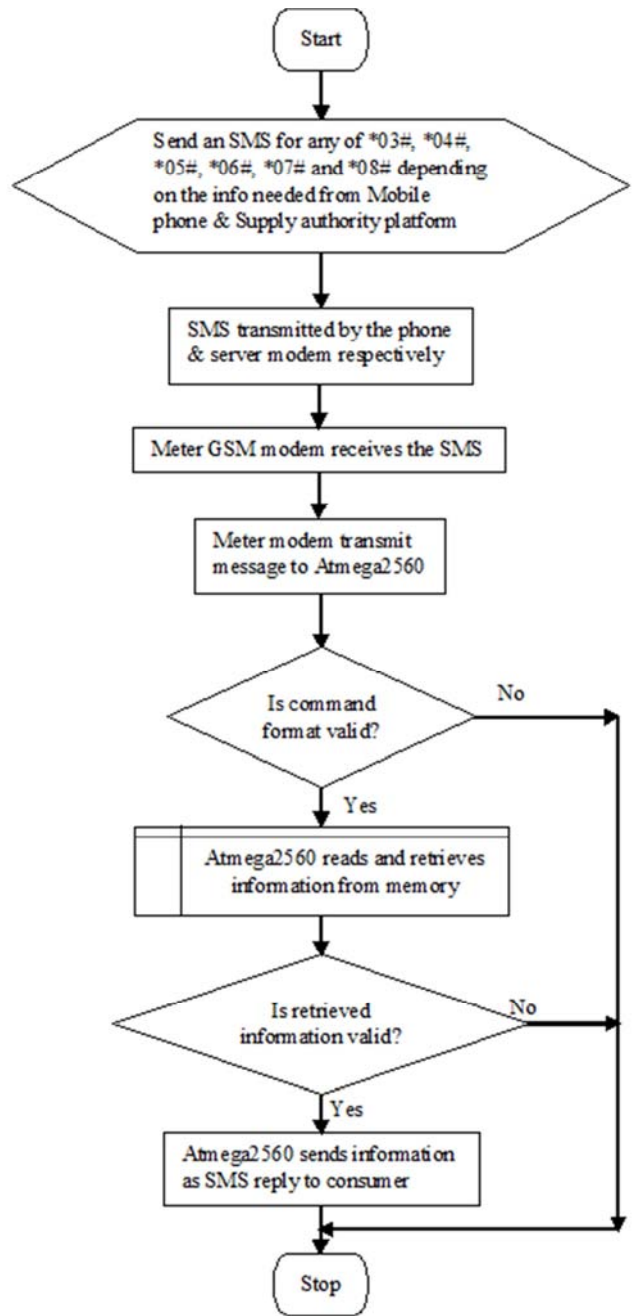 Start
Send an SMS for any of *03#, *04#,
*05#, *06#, *07# and *08# depending
on the info needed from Mobile
phone & Supply authority platform
SMS transmitted by the phone
& server modem respectively
Meter GSM modem receives the SMS
Meter modem transmit
message to Atmega2560
Is command
format valid?
No
Yes
Atmega2560 reads and retrieves
information from memory
Is retrieved
information valid?
No
Yes
Atmega2560 sends information
as SMS reply to consumer
Stop